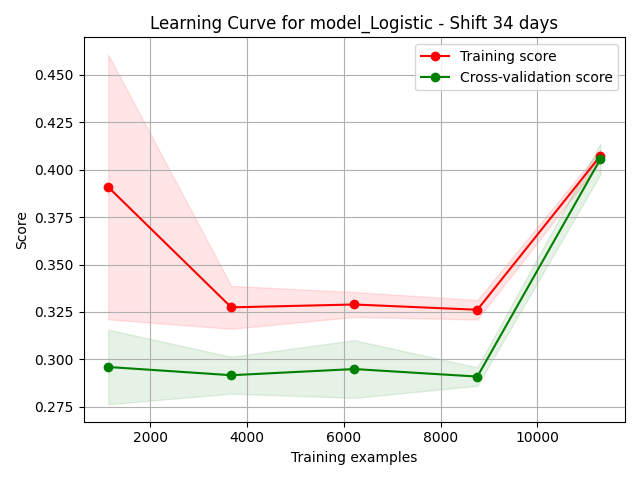 Learning Curve for model_Logistic - Shift 34 days
Training score
Cross-validation score
0.450
0.425
0.400
0.375
0.350
0.325
0.300
0.275
Score
2000 4000 6000 8000 10000
Training examples